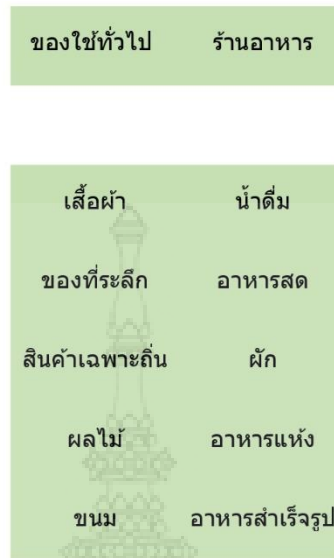 ของใช้ทั่วไป ร้านอาหาร
เสื้อผ้า น้ำดื่ม
ของที่ระลึก อาหารสด
สินค้าเฉพาะถิ่น ผัก
ผลไม้ อาหารแห้ง
ขนม อาหารสำเร็จรูป